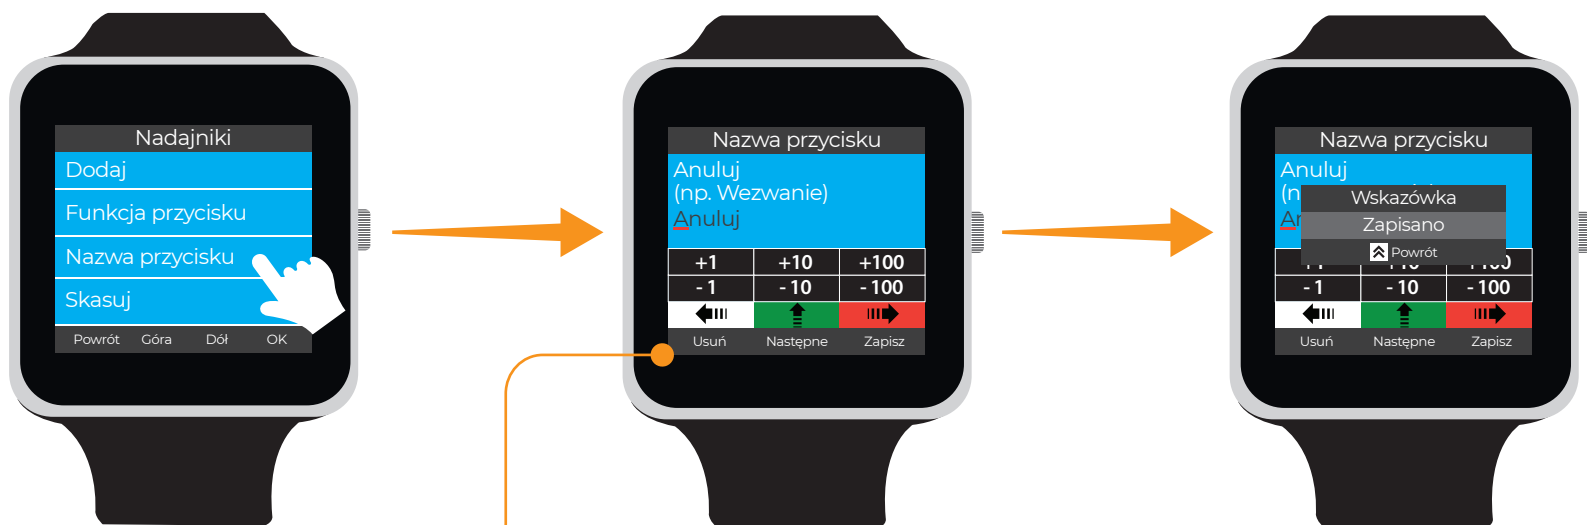 Nadajniki
Dodaj
Funkcja przycisku
Nazwa przycisku
Skasuj
Powrót Góra Dół OK
Nazwa przycisku
Anuluj
(np. Wezwanie)
Anuluj
+1 +10 +100
-1 -10 -100
Usuń Następne Zapisz
Nazwa przycisku
Anuluj
Wskazówka
Zapisano
Powrót
-1 -10 -100
Usuń Następne Zapisz